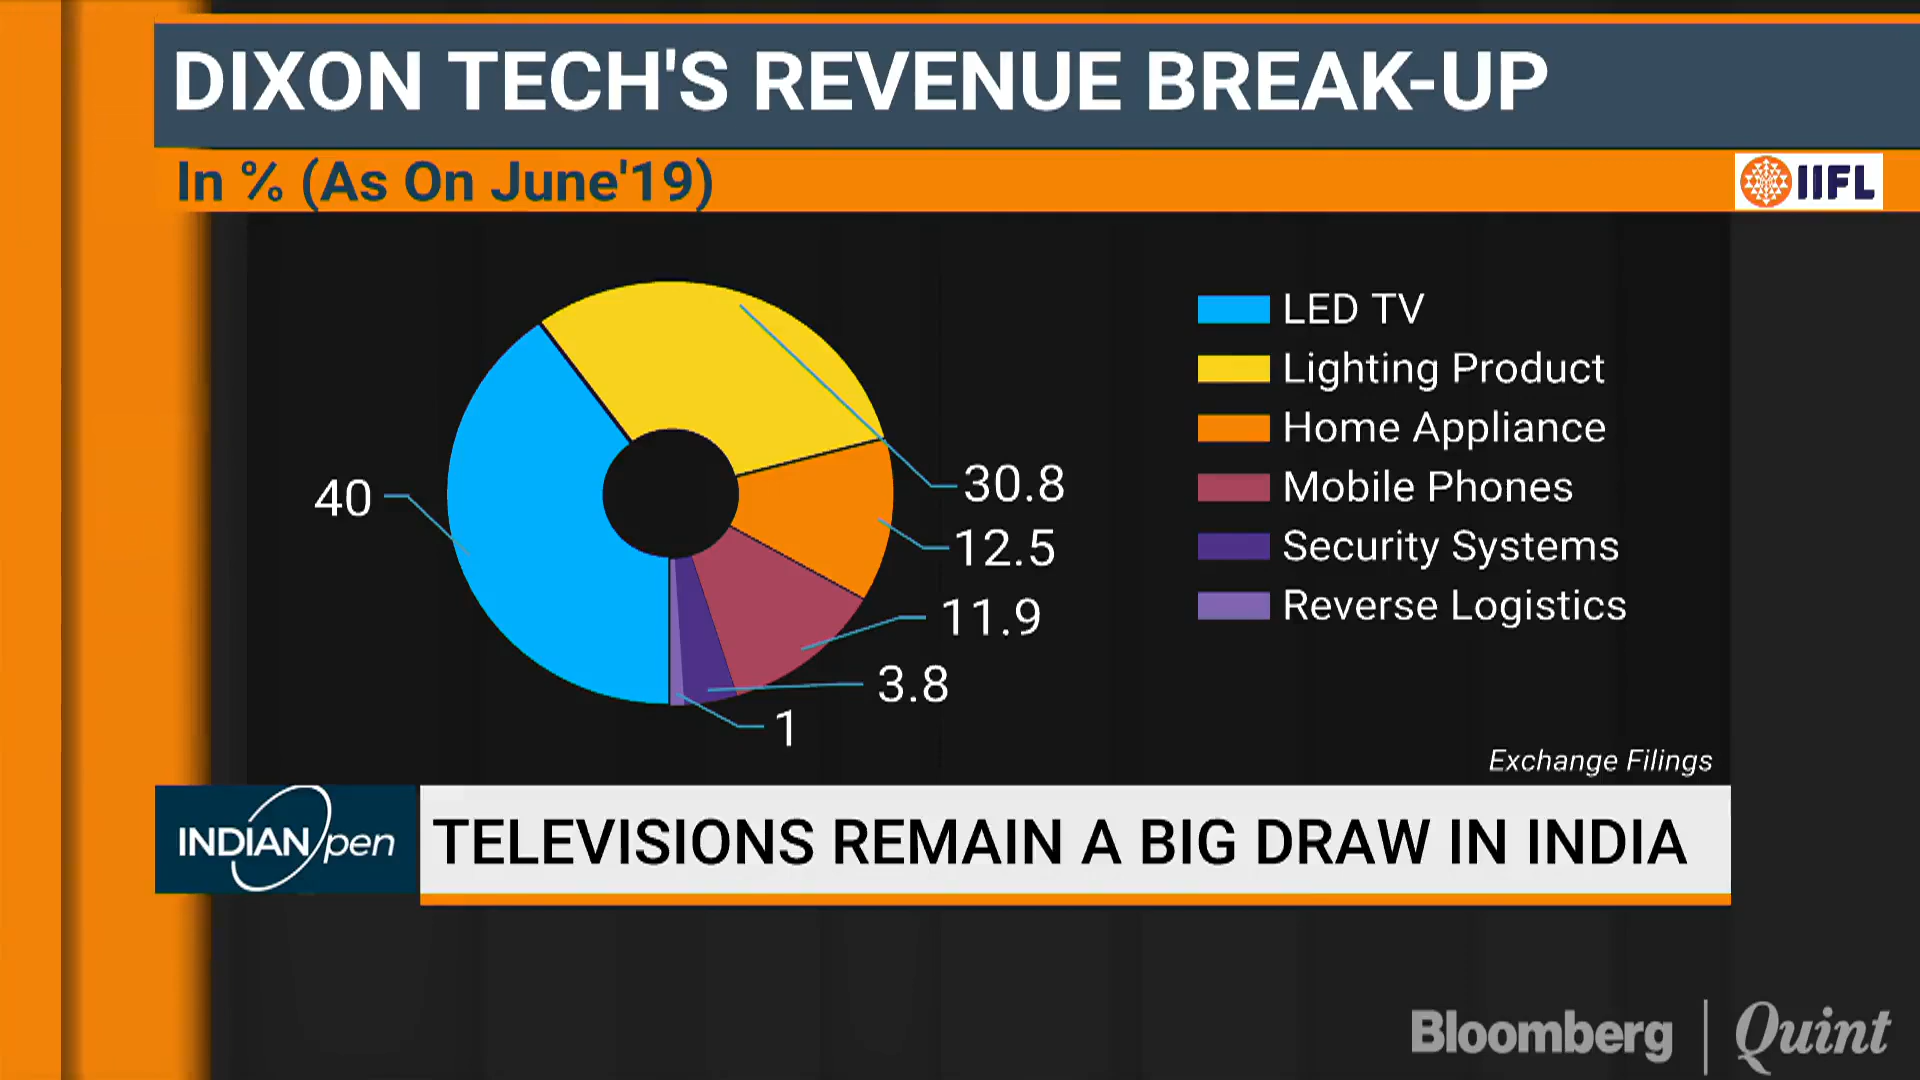 DIXON TECH'S REVENUE BREAK-UP
In % (As On June'19)
IIFL
LED TV
Lighting Product
Home Appliance
Mobile Phones
Security Systems
Reverse Logistics
40
30.8
12.5
11.9
3.8
1
Exchange Filings
INDIAN Open
TELEVISIONS REMAIN A BIG DRAW IN INDIA
Bloomberg | Quint